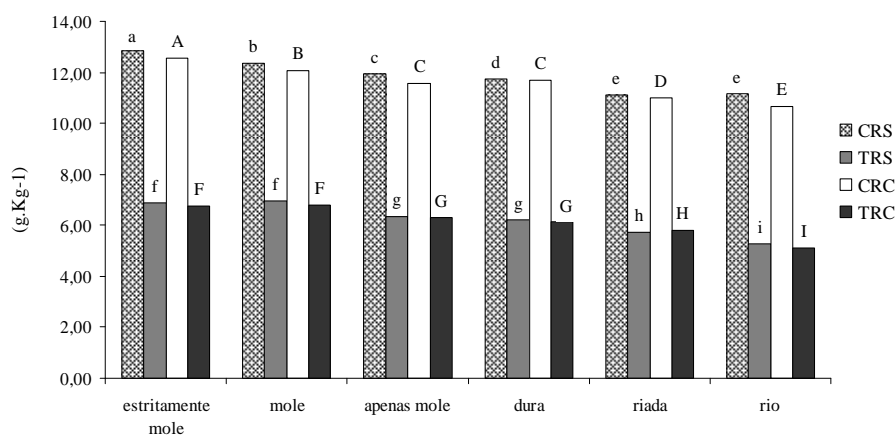 14,00
12,00
10,00
8,00
6,00
4,00
2,00
0,00
(g.Kg-1)
a A b B c C d C e D e E
f F f F g G g G h H i I
estritamente mole apenas mole dura riada rio
mole
CRS
TRS
CRC
TRC